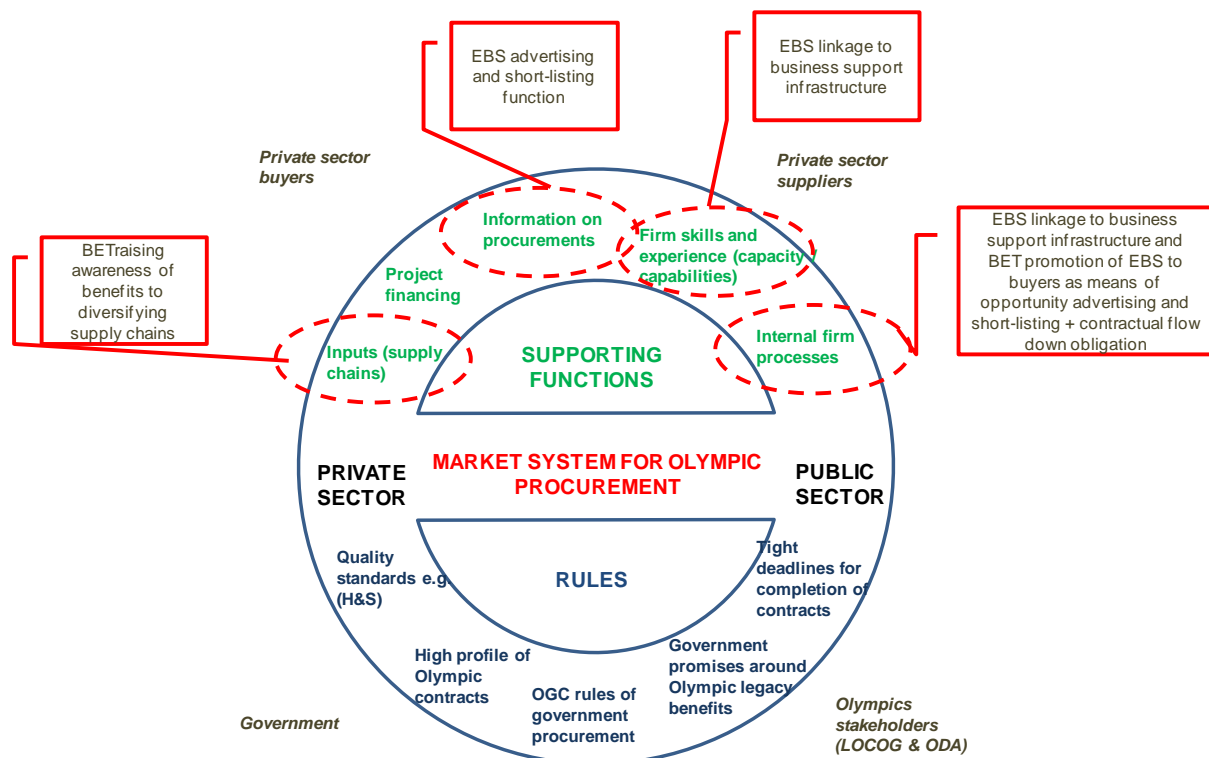 EBS advertising
and short-listing
function
EBS linkage to
business support
infrastructure
Private sector
buyers
Private sector
suppliers
BETraising
awareness of
benefits to
diversifying
supply chains
Information on
procurements
Firm skills and
experience (capacity /
capabilities)
EBS linkage to business
support infrastructure and
BET promotion of EBS to
buyers as means of
opportunity advertising and
short-listing + contractual flow
down obligation
Project
financing
Inputs (supply
chains)
Internal firm
processes
SUPPORTING
FUNCTIONS
PRIVATE
SECTOR
MARKET SYSTEM FOR OLYMPIC
PROCUREMENT
PUBLIC
SECTOR
Quality
standards e.g.
(H&S)
RULES
Tight
deadlines for
completion of
contracts
High profile of
Olympic
contracts
OGC rules of
government
procurement
Government
promises around
Olympic legacy
benefits
Government
Olympics
stakeholders
(LOCOG & ODA)